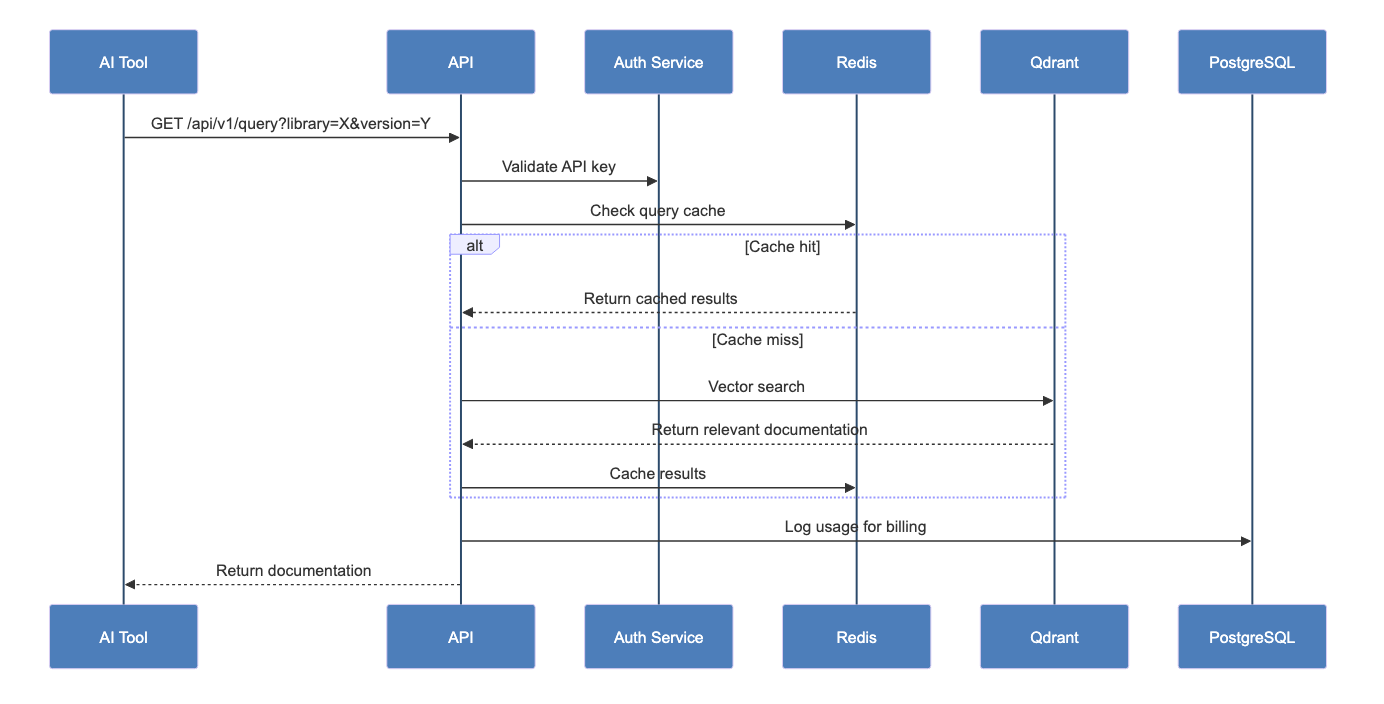 AI Tool
API
Auth Service
Redis
Qdrant
PostgreSQL
GET /api/v1/query?library=X&version=Y
Validate API key
Check query cache
alt
[Cache hit]
Return cached results
[Cache miss]
Vector search
Return relevant documentation
Cache results
Log usage for billing
Return documentation
AI Tool
API
Auth Service
Redis
Qdrant
PostgreSQL